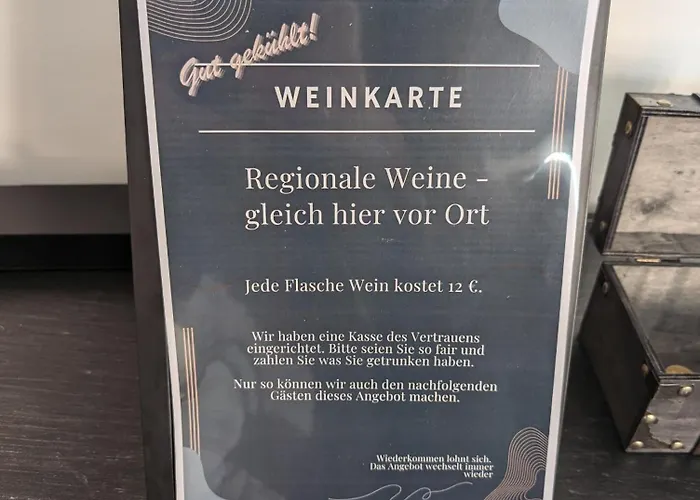 Gut gekühlt!
WEINKARTE
Regionale Weine -
gleich hier vor Ort
Jede Flasche Wein kostet 12 €.
Wir haben eine Kasse des Vertrauens
eingerichtet. Bitte seien Sie so fair und
zahlen Sie was Sie getrunken haben.
Nur so können wir auch den nachfolgenden
Gästen dieses Angebot machen.
Wiederkommen lohnt sich.
Das Angebot wechselt immer
wieder